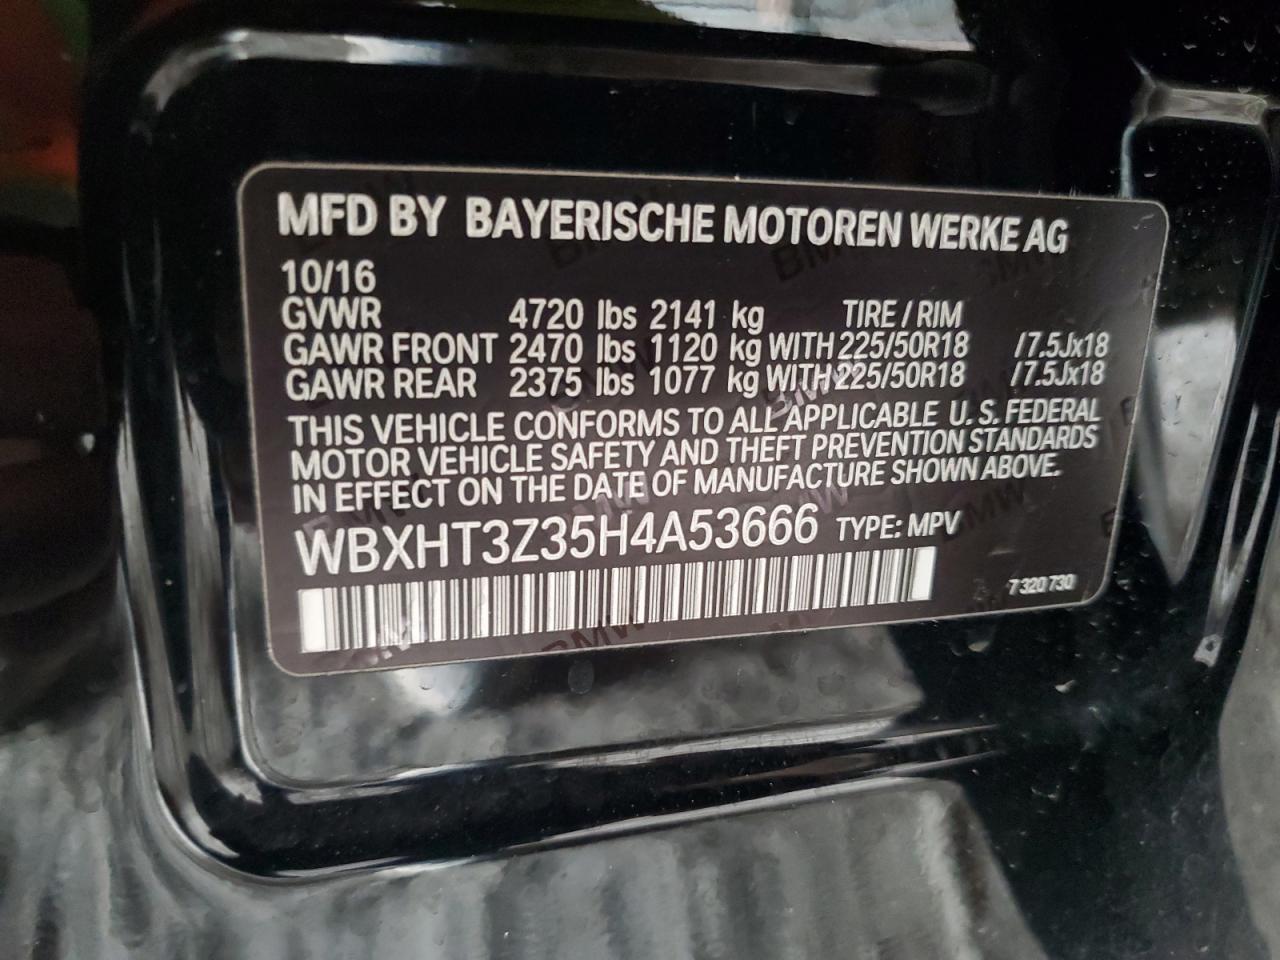 MFD BY BAYERISCHE MOTOREN WERKE AG
10/16
GVWR 4720 lbs 2141 kg TIRE / RIM
GAWR FRONT 2470 lbs 1120 kg WITH 225/50R18 /7.5Jx18
GAWR REAR 2375 lbs 1077 kg WITH 225/50R18 /7.5Jx18
THIS VEHICLE CONFORMS TO ALL APPLICABLE U.S. FEDERAL
MOTOR VEHICLE SAFETY AND THEFT PREVENTION STANDARDS
IN EFFECT ON THE DATE OF MANUFACTURE SHOWN ABOVE.
WBXHT3Z35H4A53666 TYPE: MPV
7 320 730